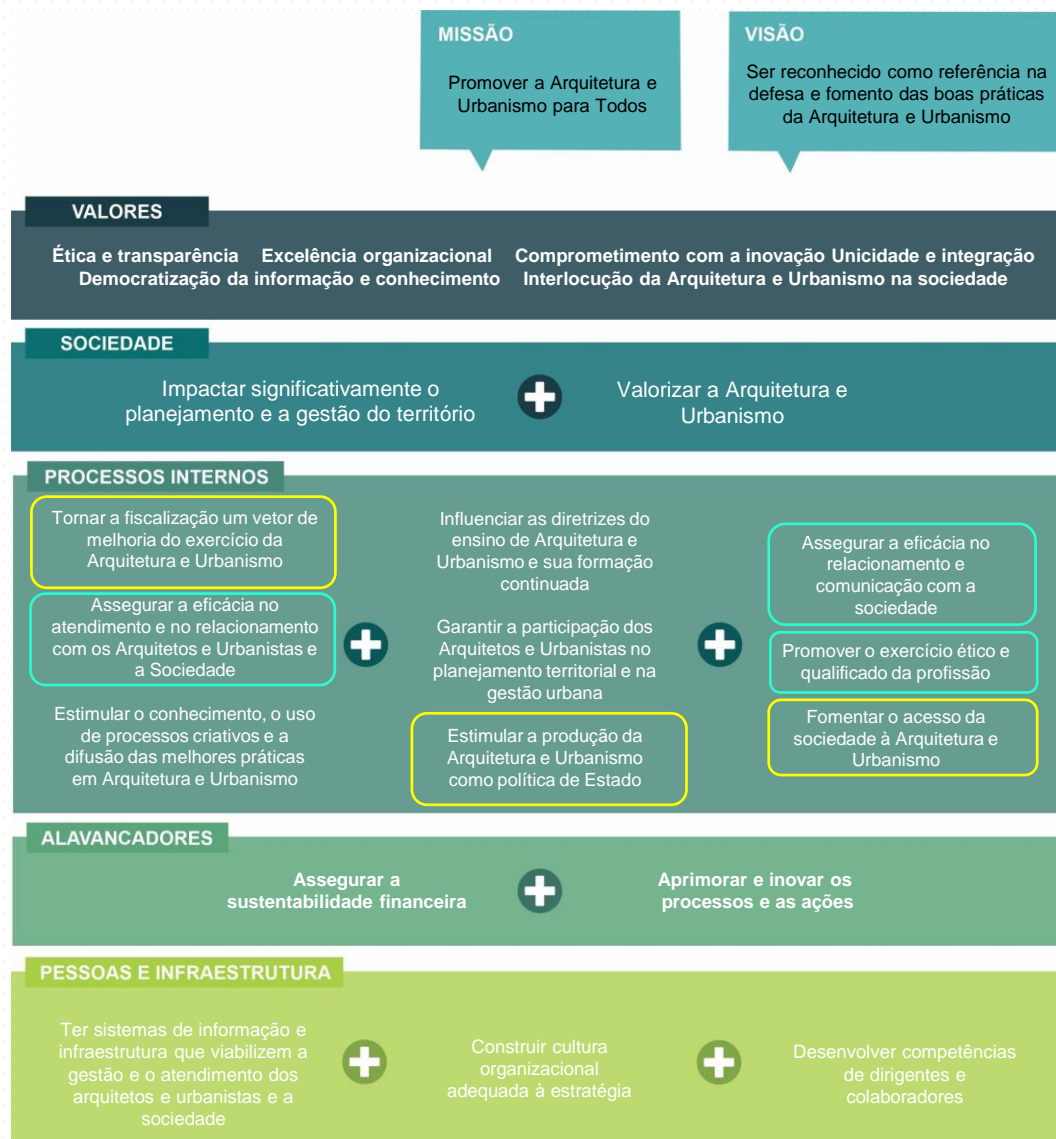 MISSÃO
Promover a Arquitetura e
Urbanismo para Todos
VISÃO
Ser reconhecido como referência na
defesa e fomento das boas práticas
da Arquitetura e Urbanismo
VALORES
Ética e transparência Excelência organizacional Comprometimento com a inovação Unicidade e integração
Democratização da informação e conhecimento Interlocução da Arquitetura e Urbanismo na sociedade
SOCIEDADE
Impactar significativamente o
planejamento e a gestão do território
Valorizar a Arquitetura e
Urbanismo
PROCESSOS INTERNOS
Tornar a fiscalização um vetor de
melhoria do exercício da
Arquitetura e Urbanismo
Assegurar a eficácia no
atendimento e no relacionamento
com os Arquitetos e Urbanistas e
a Sociedade
Estimular o conhecimento, o uso
de processos criativos e a
difusão das melhores práticas
em Arquitetura e Urbanismo
Influenciar as diretrizes do
ensino de Arquitetura e
Urbanismo e sua formação
continuada
Garantir a participação dos
Arquitetos e Urbanistas no
planejamento territorial e na
gestão urbana
Estimular a produção da
Arquitetura e Urbanismo
como política de Estado
Assegurar a eficácia no
relacionamento e
comunicação com a
sociedade
Promover o exercício ético e
qualificado da profissão
Fomentar o acesso da
sociedade à Arquitetura e
Urbanismo
ALAVANCADORES
Assegurar a
sustentabilidade financeira
Aprimorar e inovar os
processos e as ações
PESSOAS E INFRAESTRUTURA
Ter sistemas de informação e
infraestrutura que viabilizem a
gestão e o atendimento dos
arquitetos e urbanistas e a
sociedade
Construir cultura
organizacional
adequada à estratégia
Desenvolver competências
de dirigentes e
colaboradores